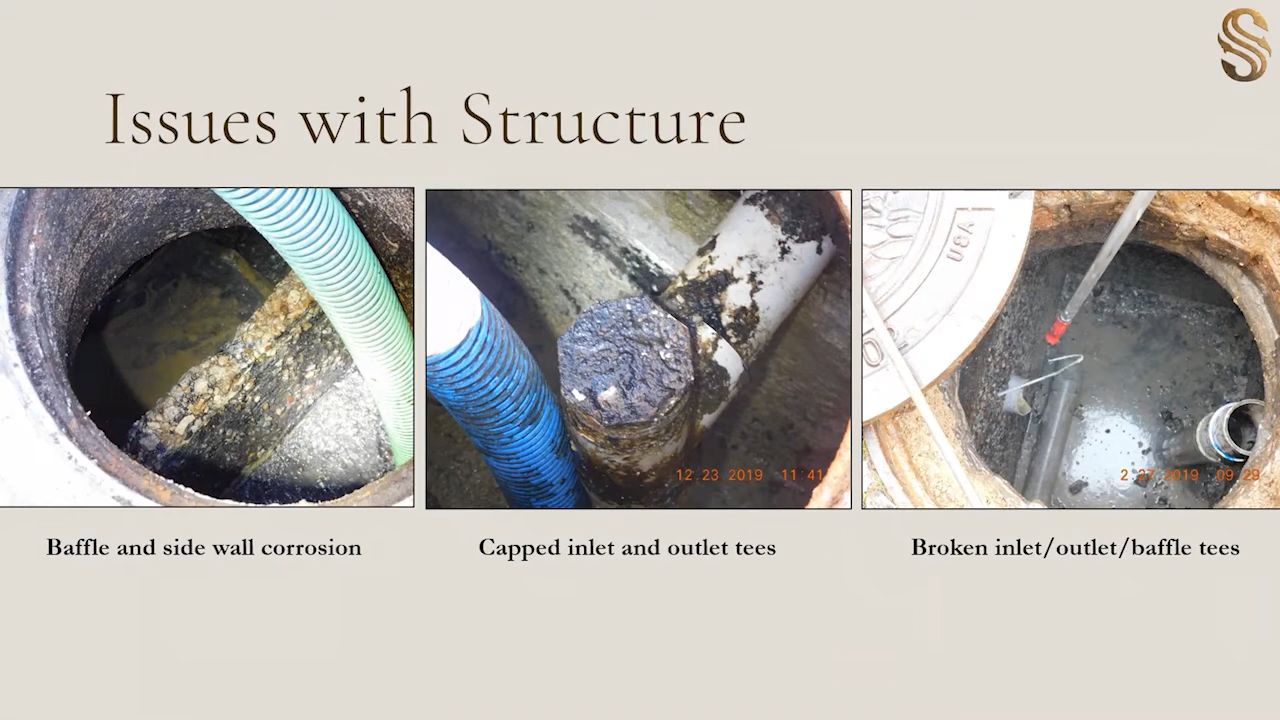 Issues with Structure
USA
12 23 2019 11 41
2 27 2019 09 29
Baffle and side wall corrosion
Capped inlet and outlet tees
Broken inlet/outlet/baffle tees